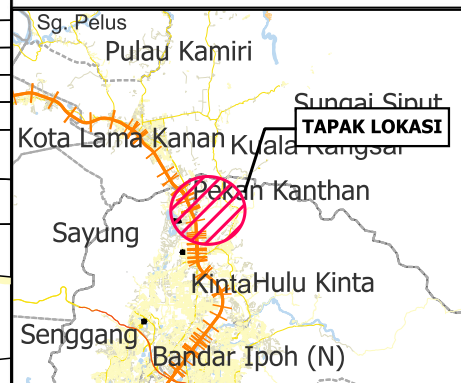 Sg. Pelus
Pulau Kamiri
Sungai Siput
TAPAK LOKASI
Kota Lama Kanan
Kuala Kangsar
Pekan Kanthan
Sayung
Kinta
Hulu Kinta
Senggang
Bandar Ipoh (N)